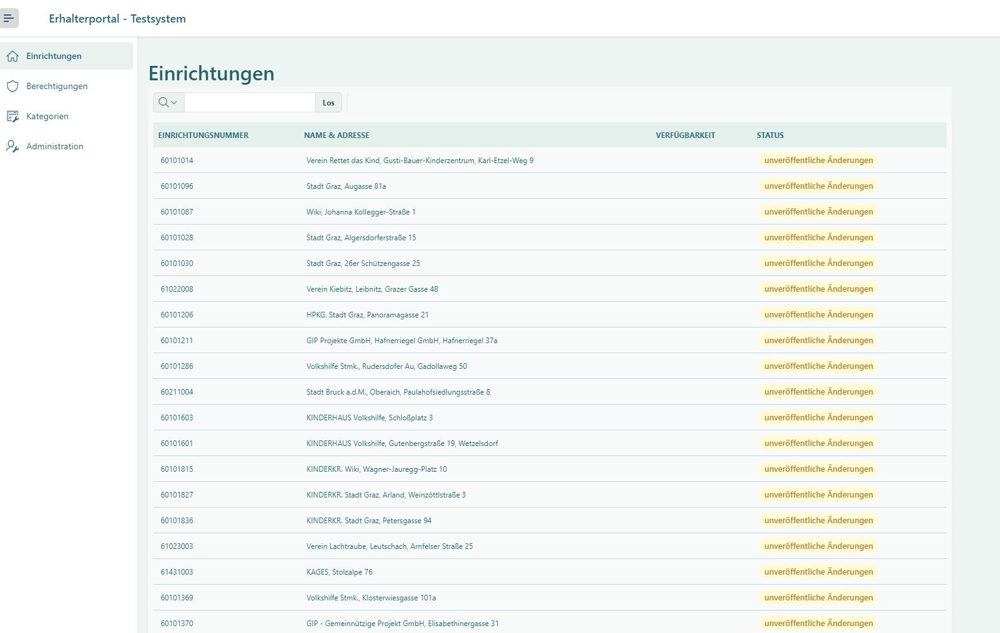 Erhalterportal - Testsystem
Einrichtungen
Berechtigungen
Kategorien
Administration
Einrichtungen
Los
EINRICHTUNGSNUMMER NAME & ADRESSE VERFÜGBARKEIT STATUS
60101014 Verein Rettet das Kind, Gusti-Bauer-Kinderzentrum, Karl-Etzel-Weg 9 unveröffentliche Änderungen
60101096 Stadt Graz, Augasse 81a unveröffentliche Änderungen
60101087 Wiki, Johanna Kollegger-Straße 1 unveröffentliche Änderungen
60101028 Stadt Graz, Algersdorferstraße 15 unveröffentliche Änderungen
60101030 Stadt Graz, 26er Schützengasse 25 unveröffentliche Änderungen
61022008 Verein Kiebitz, Leibnitz, Grazer Gasse 48 unveröffentliche Änderungen
60101206 HPKG. Stadt Graz, Panoramagasse 21 unveröffentliche Änderungen
60101211 GIP Projekte GmbH, Hafnerriegel GmbH, Hafnerriegel 37a unveröffentliche Änderungen
60101286 Volkshilfe Stmk., Rudersdofer Au, Gadollaweg 50 unveröffentliche Änderungen
60211004 Stadt Bruck a.d.M., Oberaich, Paulahofsiedlungsstraße 8 unveröffentliche Änderungen
60101603 KINDERHAUS Volkshilfe, Schloßplatz 3 unveröffentliche Änderungen
60101601 KINDERHAUS Volkshilfe, Gutenbergstraße 19, Wetzelsdorf unveröffentliche Änderungen
60101815 KINDERKR. Wiki, Wagner-Jauregg-Platz 10 unveröffentliche Änderungen
60101827 KINDERKR. Stadt Graz, Arland, Weinzöttlstraße 3 unveröffentliche Änderungen
60101836 KINDERKR. Stadt Graz, Petersgasse 94 unveröffentliche Änderungen
61023003 Verein Lachtraube, Leutschach, Arnfelser Straße 25 unveröffentliche Änderungen
61431003 KAGES, Stolzalpe 76 unveröffentliche Änderungen
60101369 Volkshilfe Stmk., Klosterwiesgasse 101a unveröffentliche Änderungen
60101370 GIP - Gemeinnützige Projekt GmbH, Elisabethinergasse 31 unveröffentliche Änderungen